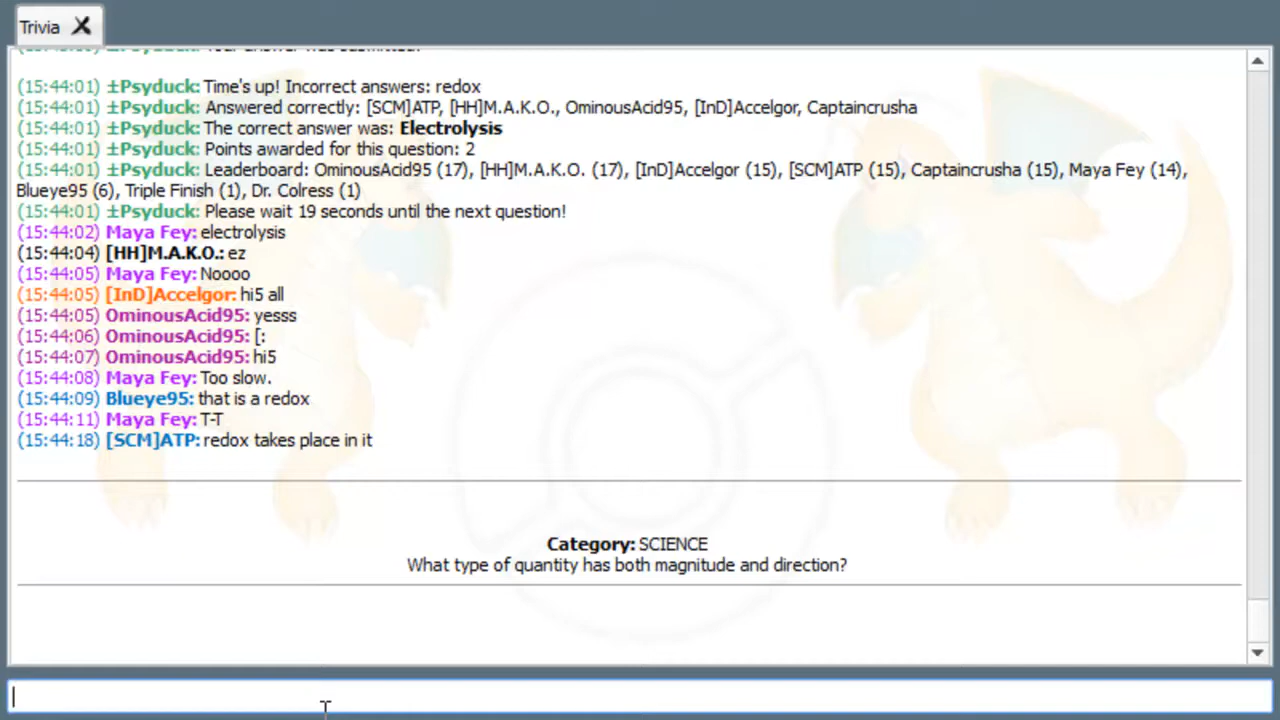 Trivia
(15:44:01) ±Psyduck: Time's up! Incorrect answers: redox
(15:44:01) ±Psyduck: Answered correctly: [SCM]ATP, [HH]M.A.K.O., OminousAcid95, [InD]Accelgor, Captaincrusha
(15:44:01) ±Psyduck: The correct answer was: Electrolysis
(15:44:01) ±Psyduck: Points awarded for this question: 2
(15:44:01) ±Psyduck: Leaderboard: OminousAcid95 (17), [HH]M.A.K.O. (17), [InD]Accelgor (15), [SCM]ATP (15), Captaincrusha (15), Maya Fey (14),
Blueye95 (6), Triple Finish (1), Dr. Colress (1)
(15:44:01) ±Psyduck: Please wait 19 seconds until the next question!
(15:44:02) Maya Fey: electrolysis
(15:44:04) [HH]M.A.K.O.: ez
(15:44:05) Maya Fey: Noooo
(15:44:05) [InD]Accelgor: hi5 all
(15:44:05) OminousAcid95: yesss
(15:44:06) OminousAcid95: [:
(15:44:07) OminousAcid95: hi5
(15:44:08) Maya Fey: Too slow.
(15:44:09) Blueye95: that is a redox
(15:44:11) Maya Fey: T-T
(15:44:18) [SCM]ATP: redox takes place in it
Category: SCIENCE
What type of quantity has both magnitude and direction?